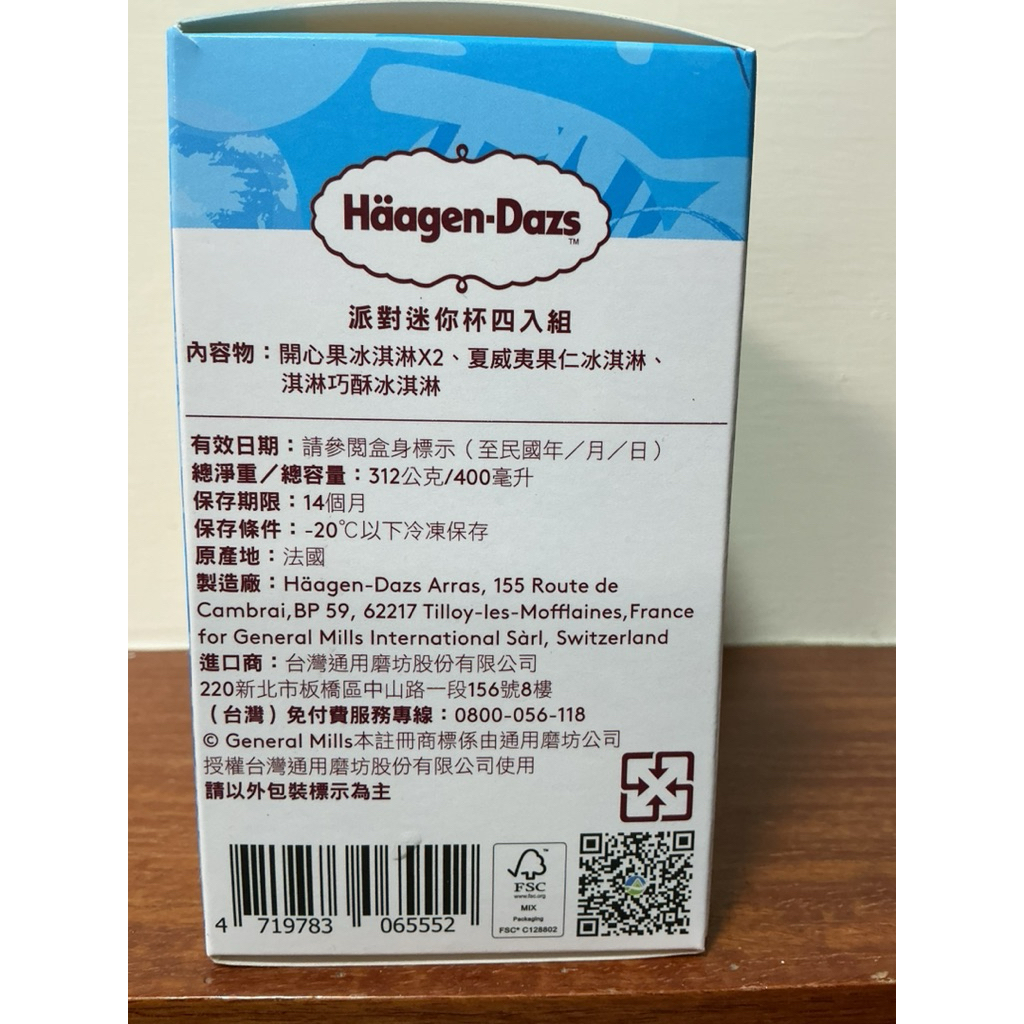 Häagen-Dazs
TM
派對迷你杯四入組
內容物：開心果冰淇淋X2、夏威夷果仁冰淇淋、
淇淋巧酥冰淇淋
有效日期：請參閱盒身標示（至民國年／月／日）
總淨重／總容量：312公克/400毫升
保存期限：14個月
保存條件：-20℃以下冷凍保存
原產地：法國
製造廠：Häagen-Dazs Arras, 155 Route de
Cambrai,BP 59, 62217 Tilloy-les-Mofflaines,France
for General Mills International Sàrl, Switzerland
進口商：台灣通用磨坊股份有限公司
220新北市板橋區中山路一段156號8樓
（台灣）免付費服務專線：0800-056-118
© General Mills本註冊商標係由通用磨坊公司
授權台灣通用磨坊股份有限公司使用
請以外包裝標示為主
4 719783 065552
FSC
www.fsc.org
MIX
Packaging
FSC® C128802